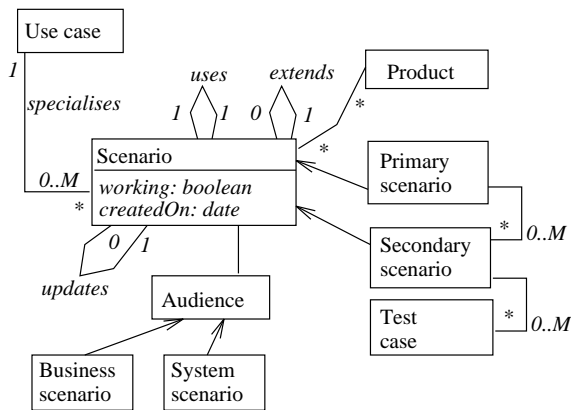 Use case
1
specialises
0..M
*
uses
1
1
extends
0
1
Product
*
*
Scenario
working: boolean
createdOn: date
Primary
scenario
*
0..M
Secondary
scenario
Test
case
*
0..M
0
1
updates
Audience
Business
scenario
System
scenario